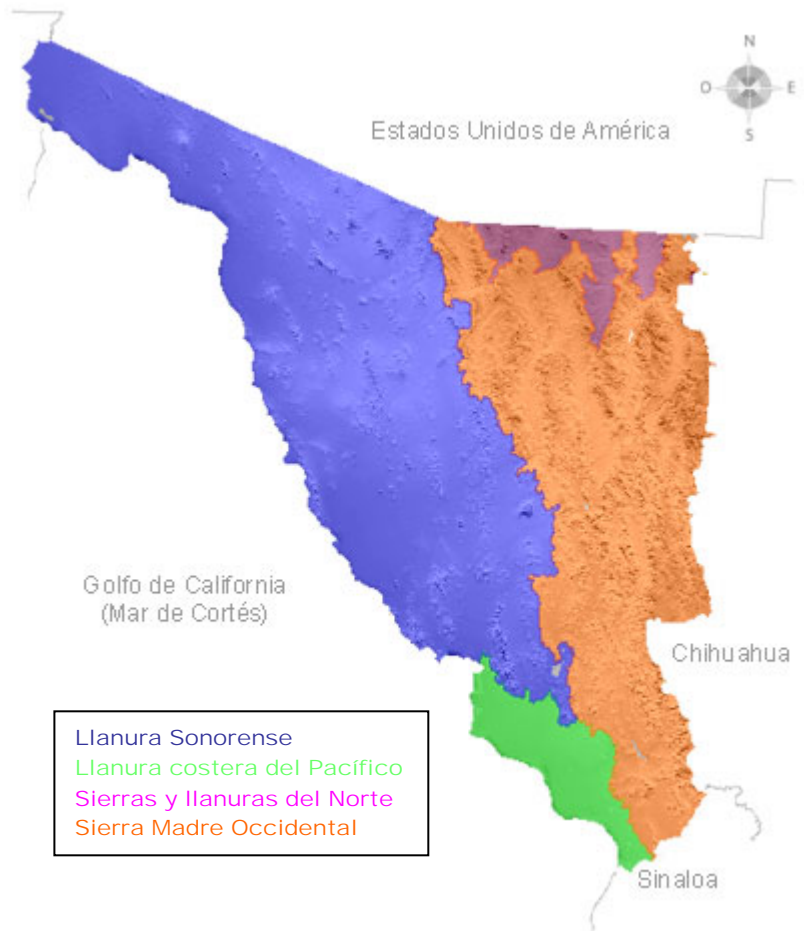 N
O E
S
Estados Unidos de América
Golfo de California
(Mar de Cortés)
Chihuahua
Llanura Sonorense
Llanura costera del Pacífico
Sierras y llanuras del Norte
Sierra Madre Occidental
Sinaloa